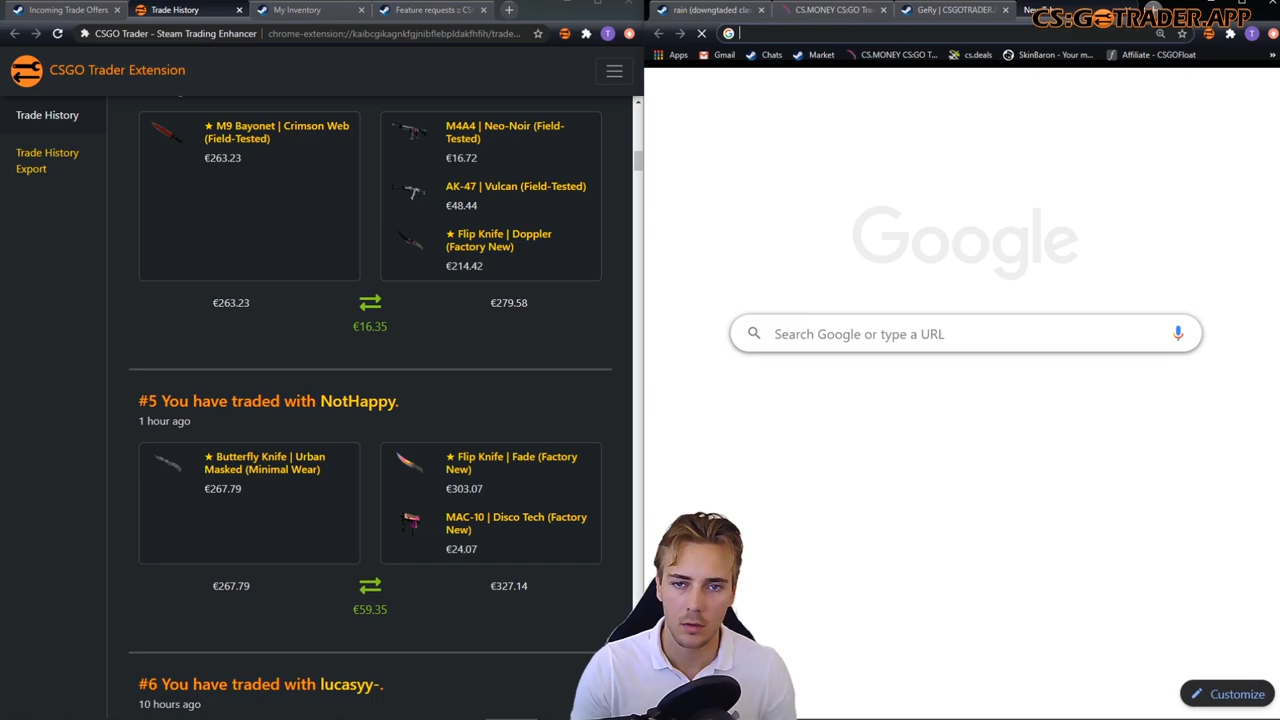 Incoming Trade Offers
Trade History
My Inventory
Feature requests :: CS
rain (downgtaded cla
CS.MONEY CS:GO Tra
GeRy | CSGOTRADER.
CS:GOTRADER.APP
CSGO Trader - Steam Trading Enhancer
chrome-extension://kaibcgikagnkfgjnibflebpldakfhfih/trade...
T
T
Apps
Gmail
Chats
Market
CS.MONEY CS:GO T...
cs.deals
SkinBaron - Your m...
Affiliate - CSGOFloat
»
CSGO Trader Extension
Trade History
Trade History
Export
★ M9 Bayonet | Crimson Web
(Field-Tested)
€263.23
M4A4 | Neo-Noir (Field-
Tested)
€16.72
AK-47 | Vulcan (Field-Tested)
€48.44
★ Flip Knife | Doppler
(Factory New)
€214.42
€263.23
€279.58
€16.35
#5 You have traded with NotHappy.
1 hour ago
★ Butterfly Knife | Urban
Masked (Minimal Wear)
€267.79
★ Flip Knife | Fade (Factory
New)
€303.07
MAC-10 | Disco Tech (Factory
New)
€24.07
€267.79
€327.14
€59.35
#6 You have traded with lucasyy-.
10 hours ago
Google
Search Google or type a URL
Customize